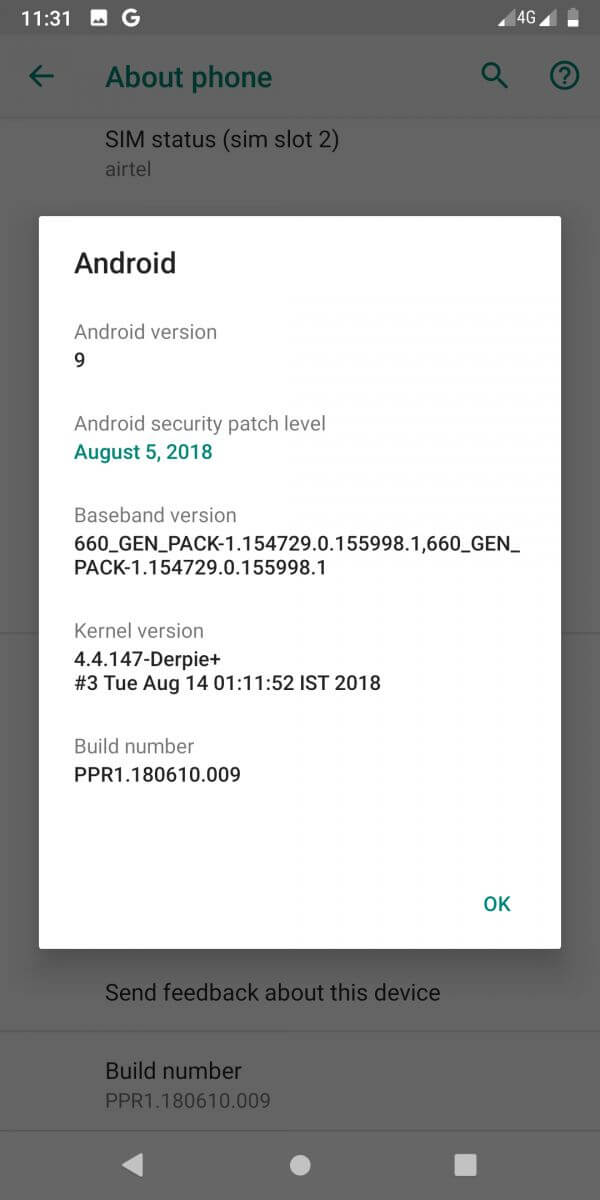 11:31 G 4G
About phone
SIM status (sim slot 2)
airtel
Android
Android version
9
Android security patch level
August 5, 2018
Baseband version
660_GEN_PACK-1.154729.0.155998.1,660_GEN_
PACK-1.154729.0.155998.1
Kernel version
4.4.147-Derpie+
#3 Tue Aug 14 01:11:52 IST 2018
Build number
PPR1.180610.009
OK
Send feedback about this device
Build number
PPR1.180610.009